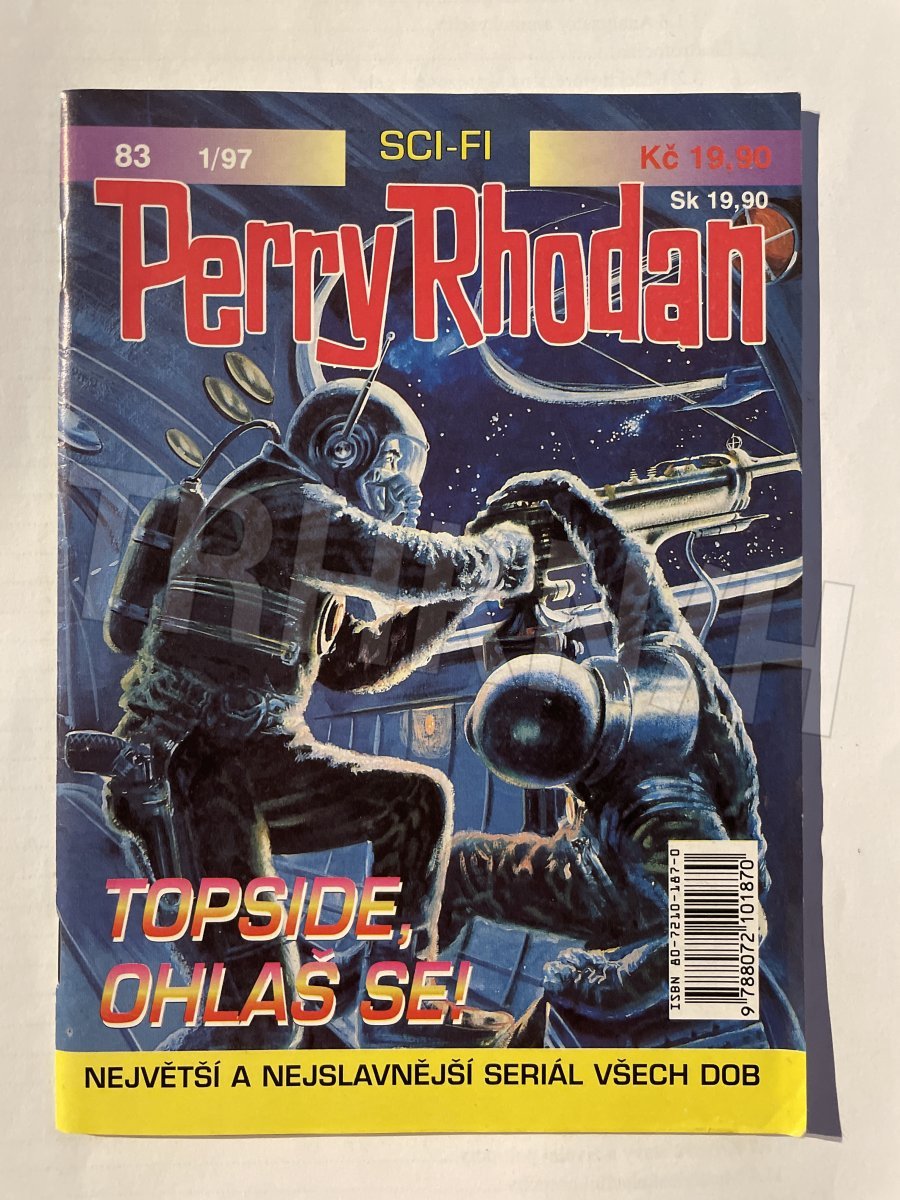 83 1/97
SCI-FI
Kč 19,90
Sk 19,90
Perry Rhodan
TOPSIDE,
OHLAŠ SE!
ISBN 80-7210-187-0
9 788072 101870
NEJVĚTŠÍ A NEJSLAVNĚJŠÍ SERIÁL VŠECH DOB